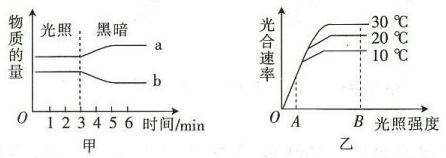 物质的量
光照 黑暗
a
b
O 1 2 3 4 5 6 时间/min
甲
光合速率
30 ℃
20 ℃
10 ℃
O A B 光照强度
乙